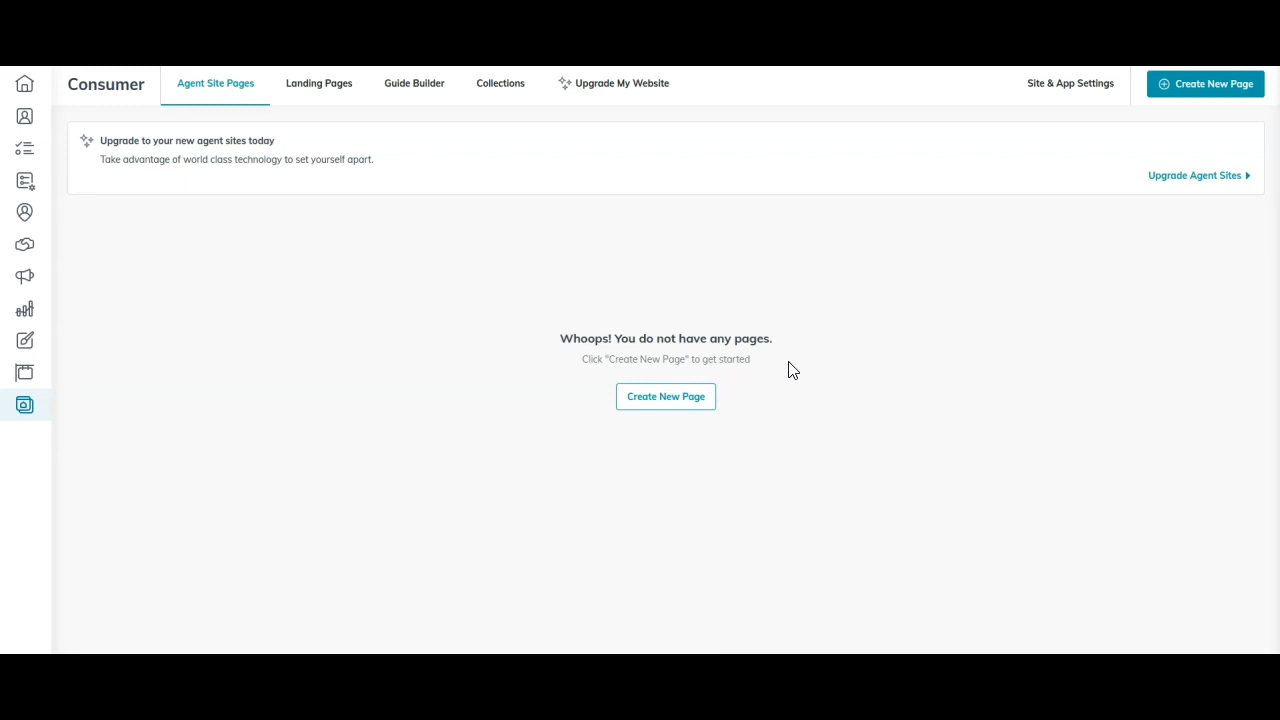 Consumer
Agent Site Pages
Landing Pages
Guide Builder
Collections
Upgrade My Website
Site & App Settings
Create New Page
Upgrade to your new agent sites today
Take advantage of world class technology to set yourself apart.
Upgrade Agent Sites
Whoops! You do not have any pages.
Click "Create New Page" to get started
Create New Page